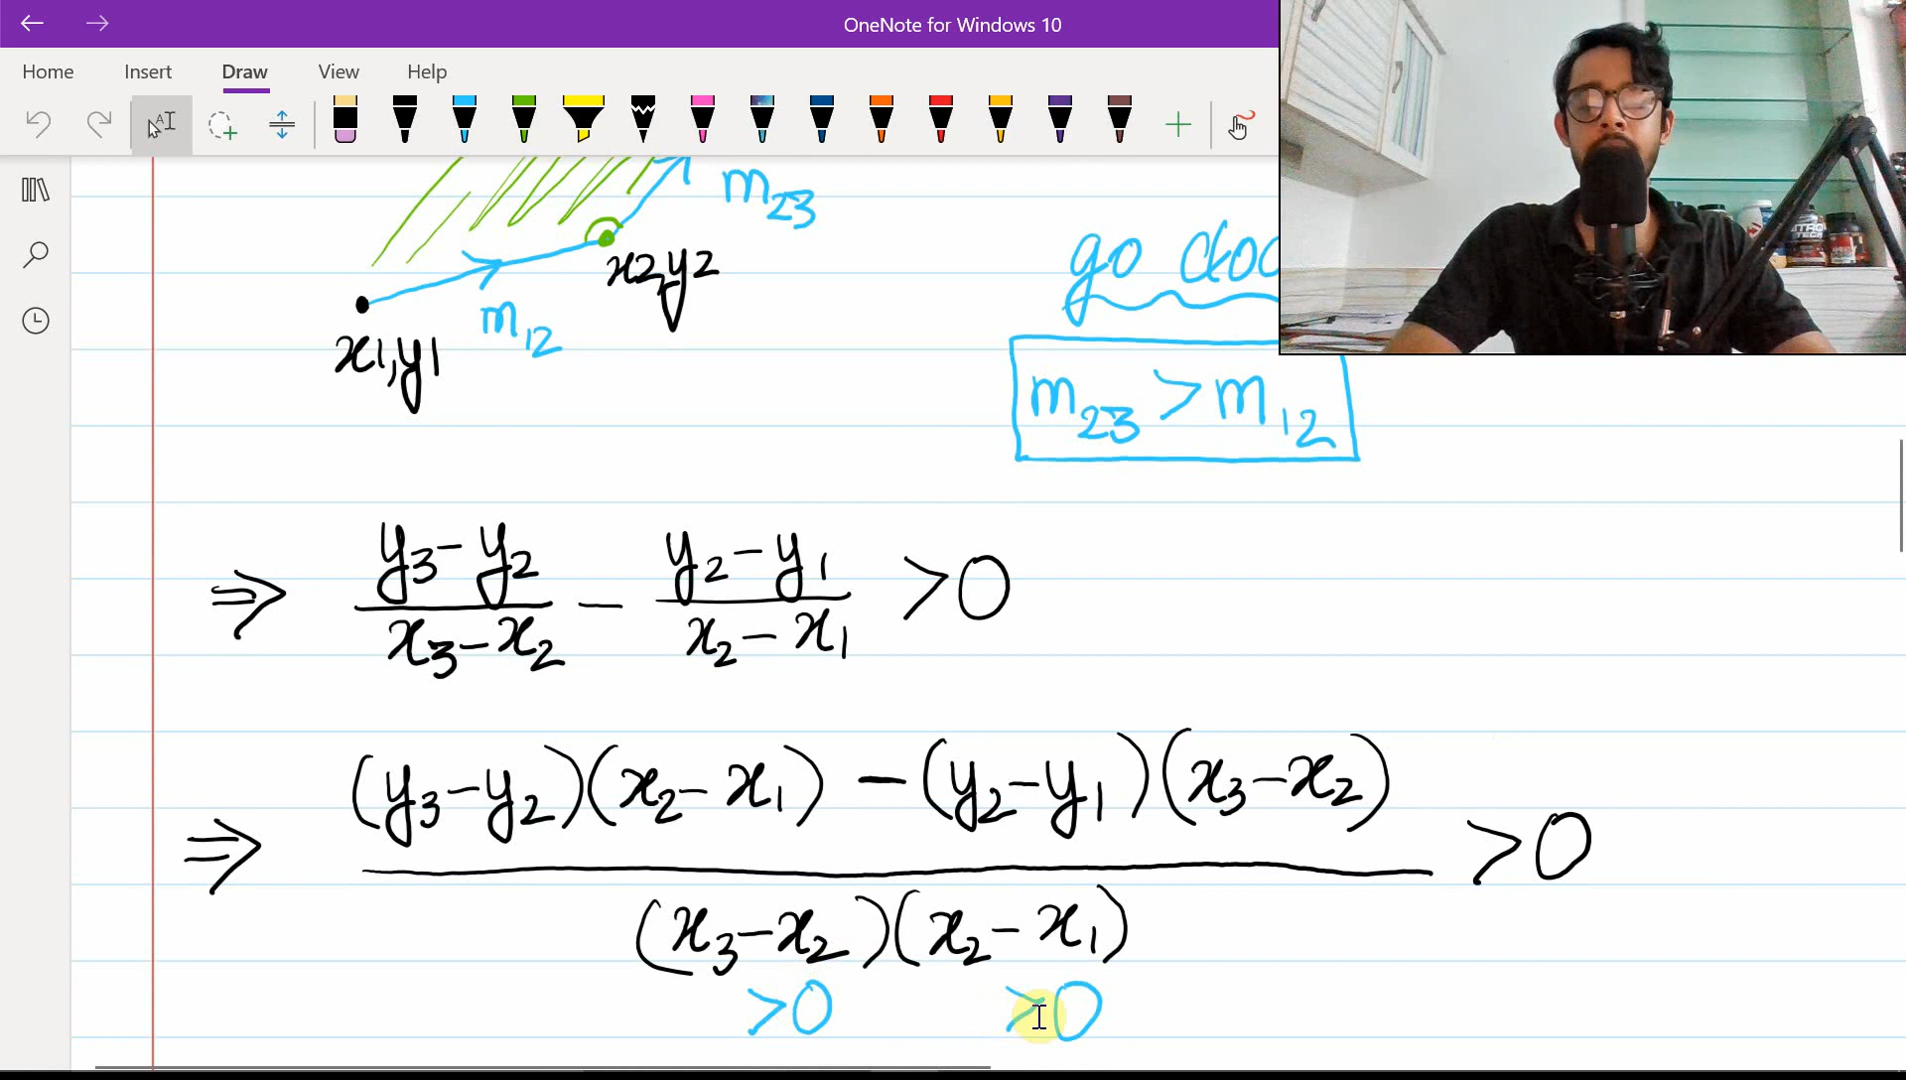 OneNote for Windows 10
Home Insert Draw View Help
m23
x2,y2
m12
x1,y1
go
m23 > m12
⇒ (y3-y2)/(x3-x2) - (y2-y1)/(x2-x1) >0
⇒ ((y3-y2)(x2-x1) - (y2-y1)(x3-x2))/((x3-x2)(x2-x1)) >0
>0 >0